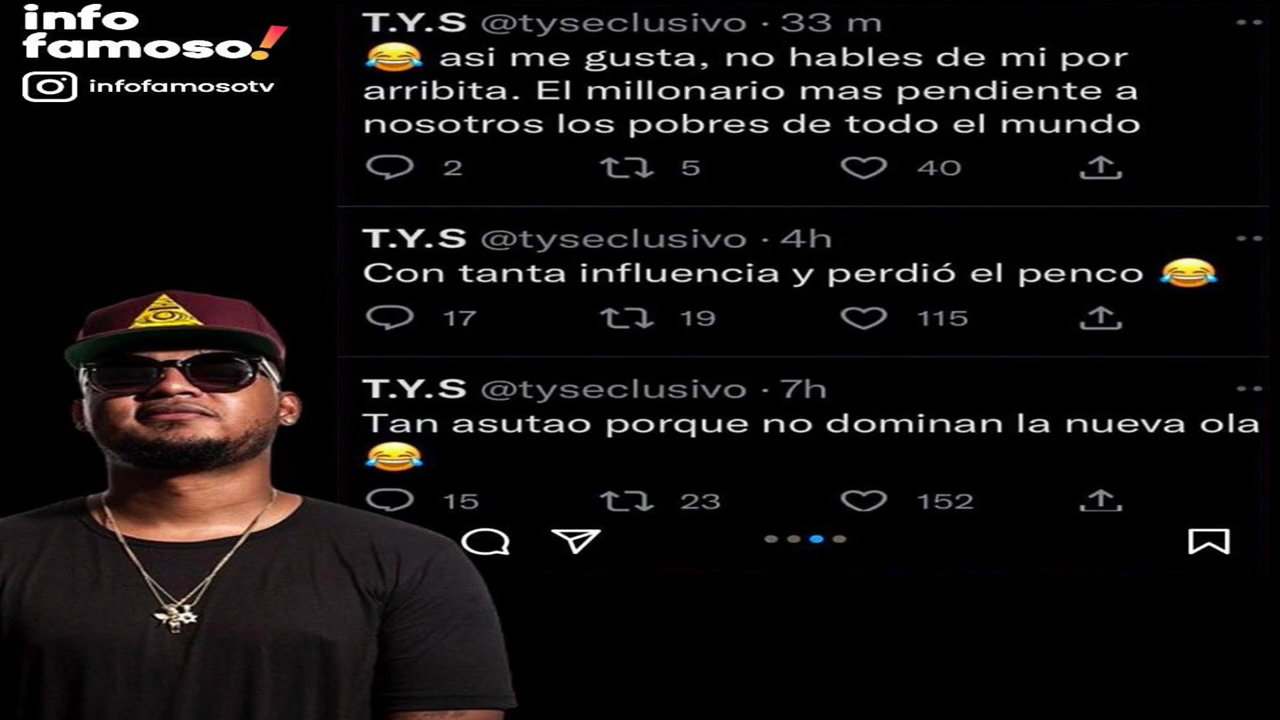 info
famoso!
infofamosotv
T.Y.S @tyseclusivo · 33 m
😂 asi me gusta, no hables de mi por
arribita. El millonario mas pendiente a
nosotros los pobres de todo el mundo
2 5 40
T.Y.S @tyseclusivo · 4h
Con tanta influencia y perdió el penco 😂
17 19 115
T.Y.S @tyseclusivo · 7h
Tan asutao porque no dominan la nueva ola
😂
15 23 152